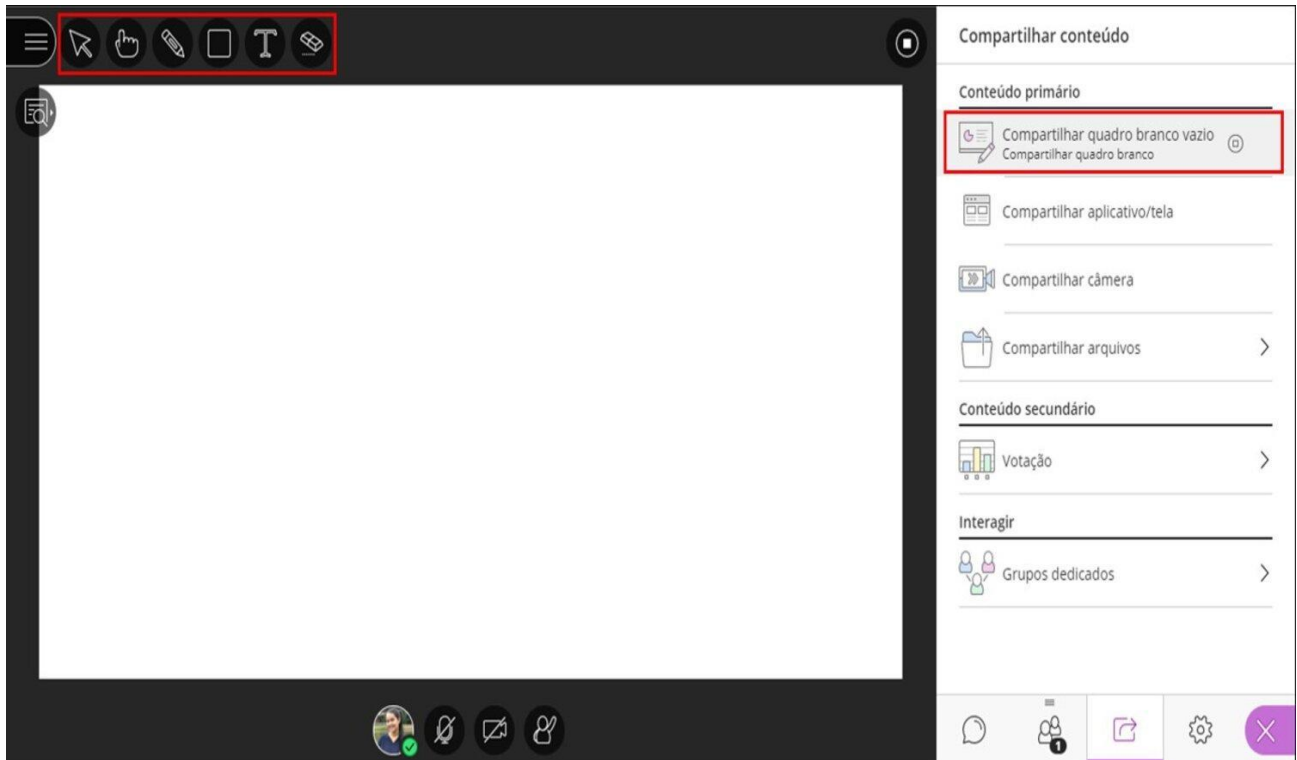 Compartilhar conteúdo
Conteúdo primário
Compartilhar quadro branco vazio
Compartilhar quadro branco
Compartilhar aplicativo/tela
Compartilhar câmera
Compartilhar arquivos
Conteúdo secundário
Votação
Interagir
Grupos dedicados
1